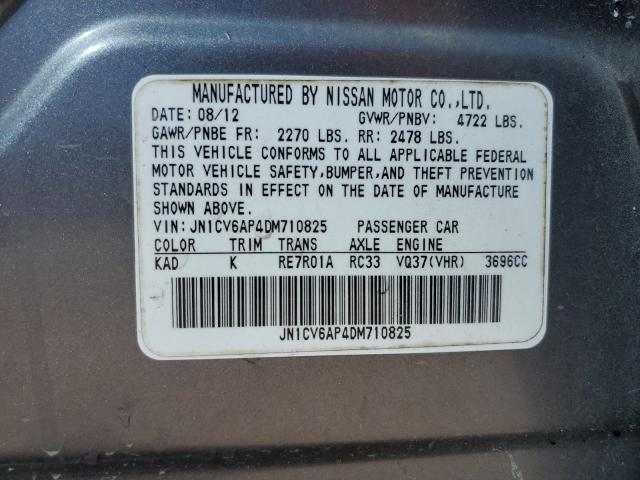 MANUFACTURED BY NISSAN MOTOR CO.,LTD.
DATE: 08/12 GVWR/PNBV: 4722 LBS.
GAWR/PNBE FR: 2270 LBS. RR: 2478 LBS.
THIS VEHICLE CONFORMS TO ALL APPLICABLE FEDERAL
MOTOR VEHICLE SAFETY,BUMPER,AND THEFT PREVENTION
STANDARDS IN EFFECT ON THE DATE OF MANUFACTURE
SHOWN ABOVE.
VIN: JN1CV6AP4DM710825 PASSENGER CAR
COLOR TRIM TRANS AXLE ENGINE
KAD K RE7R01A RC33 VQ37(VHR) 3696CC
JN1CV6AP4DM710825